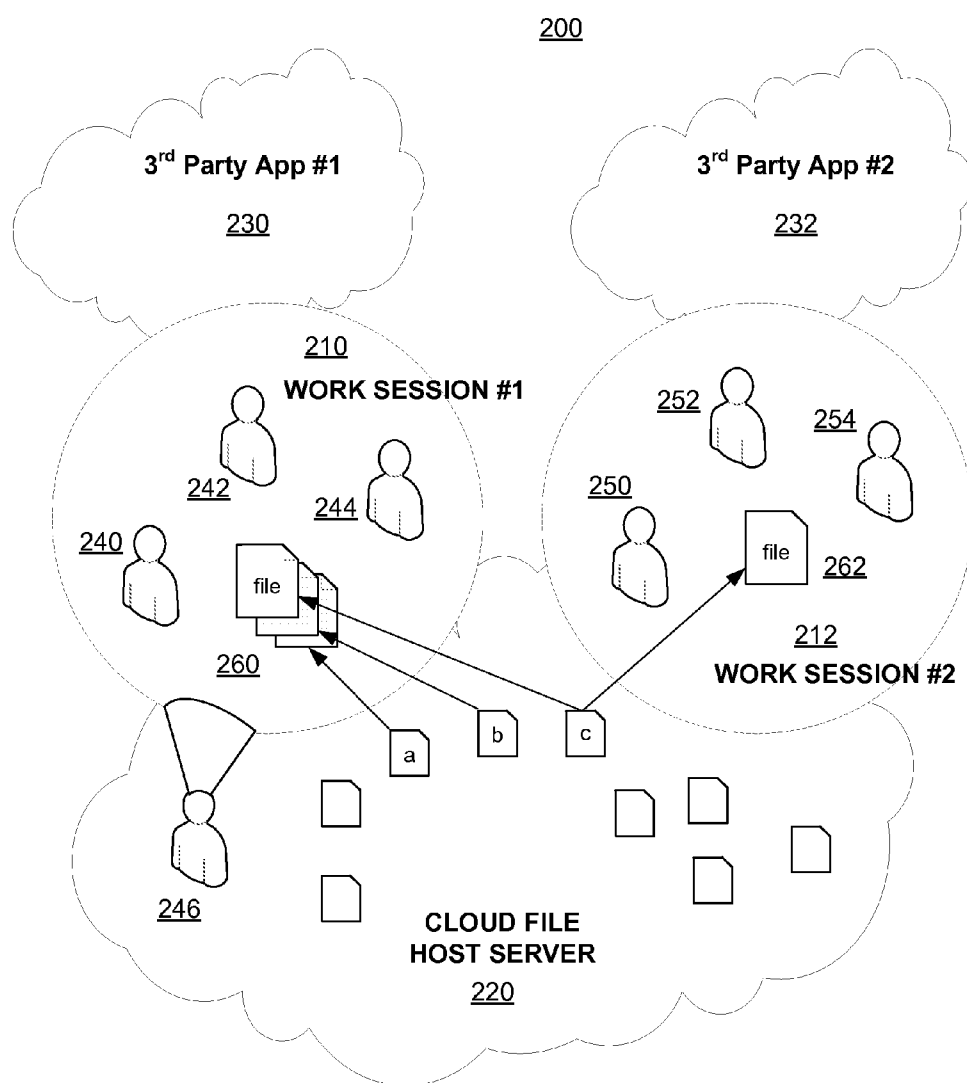 200
3rd Party App #1
230
3rd Party App #2
232
210
WORK SESSION #1
242
244
240
file
260
252
254
250
file
262
212
WORK SESSION #2
a
b
c
246
CLOUD FILE
HOST SERVER
220